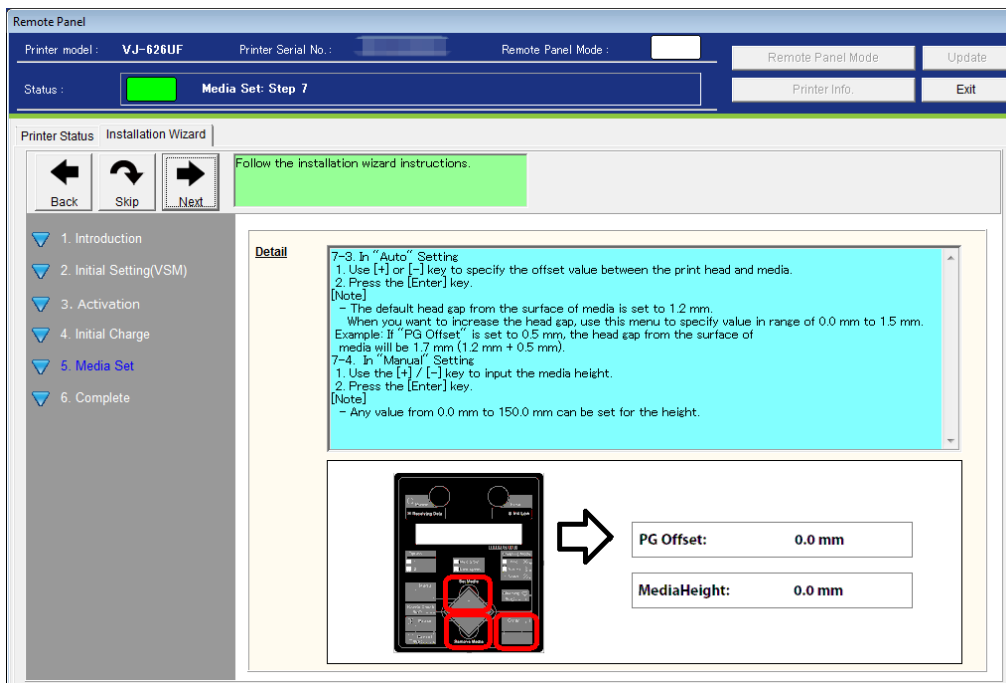 Remote Panel
Printer model : VJ-626UF Printer Serial No. : Remote Panel Mode :
Remote Panel Mode Update
Status : Media Set: Step 7
Printer Info. Exit
Printer Status Installation Wizard
Follow the installation wizard instructions.
Back Skip Next
1. Introduction
2. Initial Setting(VSM)
3. Activation
4. Initial Charge
5. Media Set
6. Complete
Detail
7-3. In "Auto" Setting
1. Use [+] or [-] key to specify the offset value between the print head and media.
2. Press the [Enter] key.
[Note]
- The default head gap from the surface of media is set to 1.2 mm.
When you want to increase the head gap, use this menu to specify value in range of 0.0 mm to 1.5 mm.
Example: If "PG Offset" is set to 0.5 mm, the head gap from the surface of
media will be 1.7 mm (1.2 mm + 0.5 mm).
7-4. In "Manual" Setting
1. Use the [+] / [-] key to input the media height.
2. Press the [Enter] key.
[Note]
- Any value from 0.0 mm to 150.0 mm can be set for the height.
Receiving Data
Set Media
Remove Media
PG Offset: 0.0 mm
MediaHeight: 0.0 mm